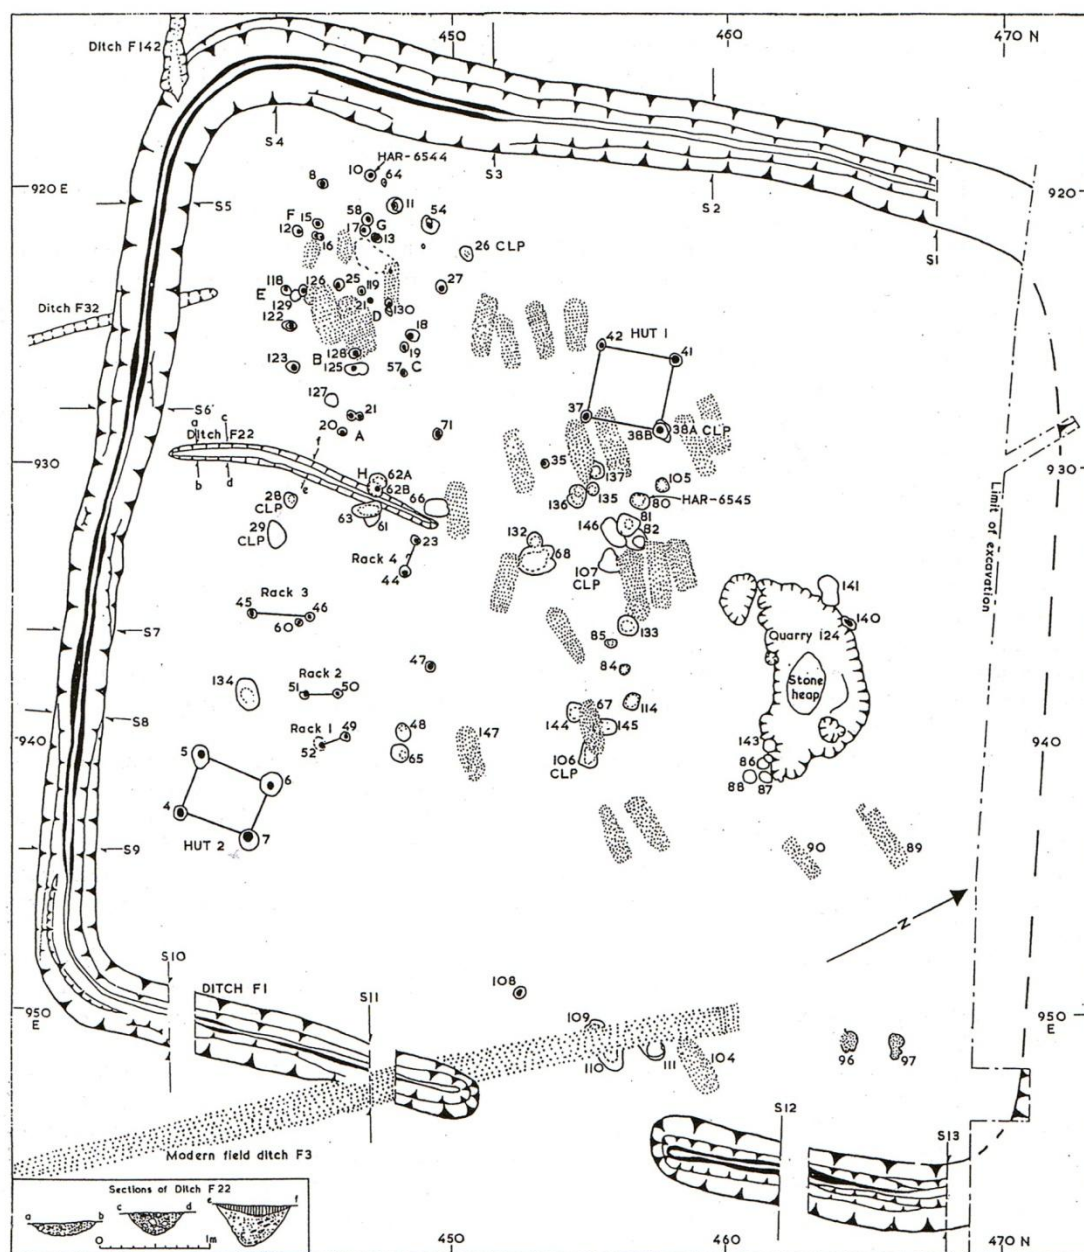 450
460
470 N
Ditch F142
S4
HAR-6544
10
64
8
S3
920 E
920
S5
11
S2
58
54
F 15
12
17
G
13
16
26 CLP
S1
118
126
25
119
27
E
129
21
130
Ditch F32
D
122
18
42
HUT 1
41
B 128
19
123
125
57 C
127
21
37
S6
c
20
A
71
38B
38A CLP
a
Ditch F22
f
35
930
930
b
d
e
H
62A
62B
137
105
28
CLP
66
136
135
80
HAR-6545
29
CLP
63
61
81
146
82
23
132
Rack 4
68
44
107
CLP
141
Rack 3
45
46
60
140
133
S7
Quarry 124
85
47
84
Rack 2
134
51
50
Stone
heap
114
67
S8
Rack 1
48
144
145
940
49
147
940
52
143
5
65
106
CLP
86
6
88
87
4
7
HUT 2
S9
90
89
Limit of excavation
N
S10
108
DITCH F1
S11
950
E
109
950
E
110
111
104
96
97
S12
S13
Modern field ditch F3
Sections of Ditch F22
a
b
c
d
e
f
0
1m
450
460
470 N